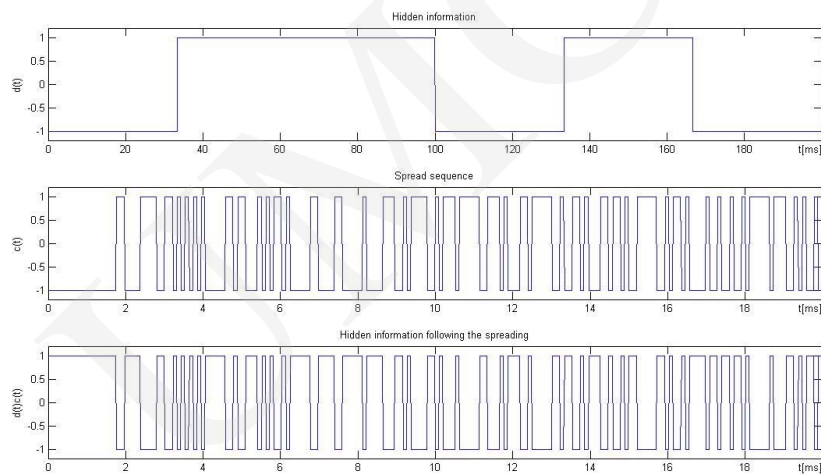 Hidden information
1
0.5
0
-0.5
-1
d(t)
0 20 40 60 80 100 120 140 160 180 t[ms]
Spread sequence
1
0.5
0
-0.5
-1
c(t)
0 2 4 6 8 10 12 14 16 18 t[ms]
Hidden information following the spreading
1
0.5
0
-0.5
-1
d(t)c(t)
0 2 4 6 8 10 12 14 16 18 t[ms]
UMC